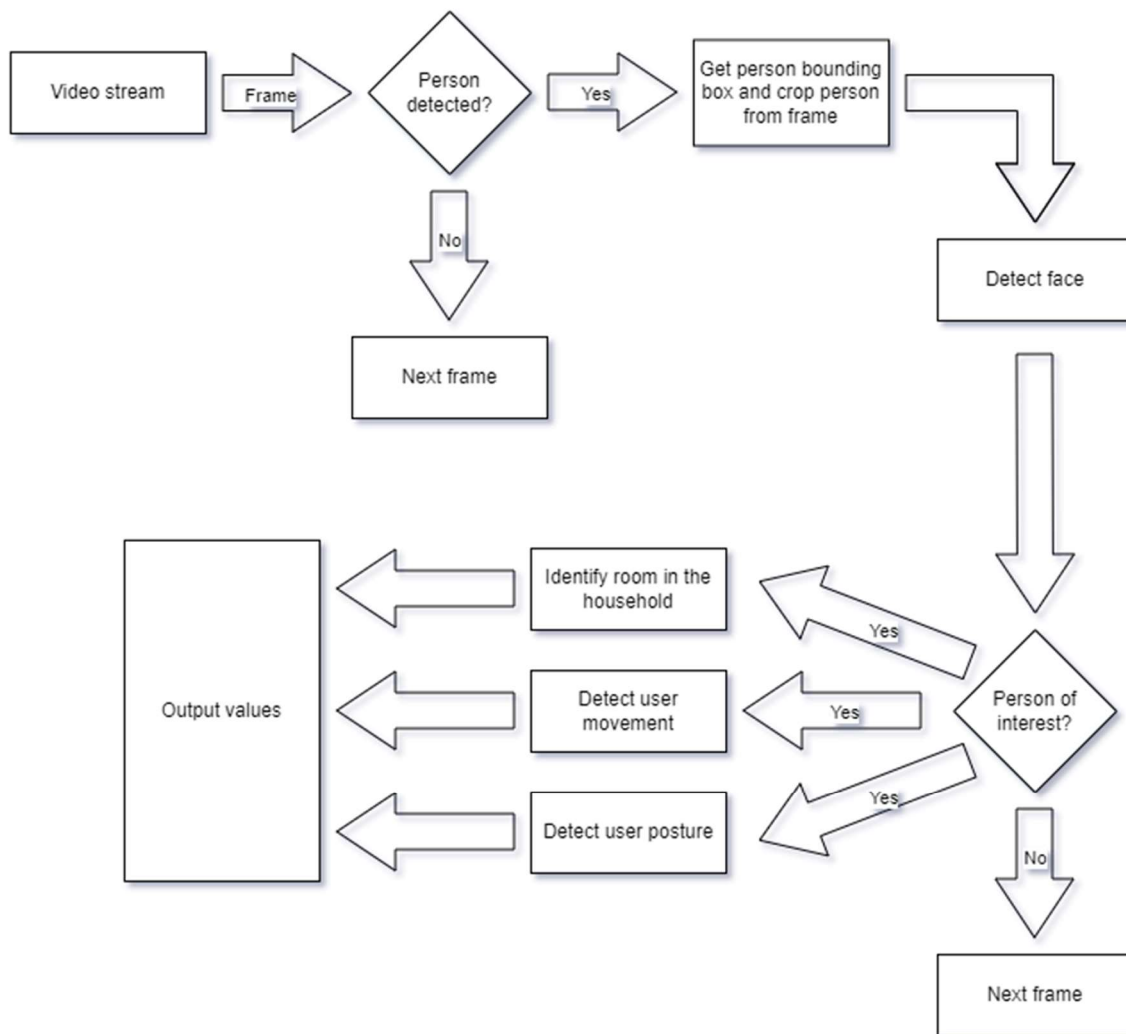 Video stream
Frame
Person
detected?
Yes
Get person bounding
box and crop person
from frame
No
Next frame
Detect face
Identify room in the
household
Yes
Output values
Detect user
movement
Yes
Person of
interest?
Detect user posture
Yes
No
Next frame